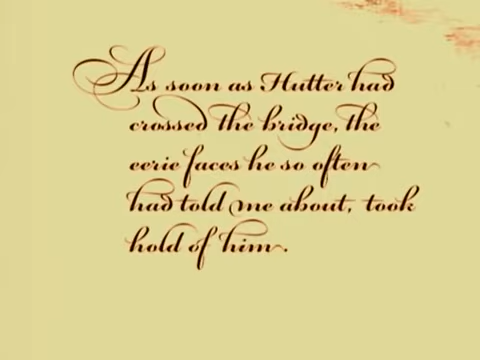 As soon as Hutter had
crossed the bridge, the
eerie faces he so often
had told me about, took
hold of him.